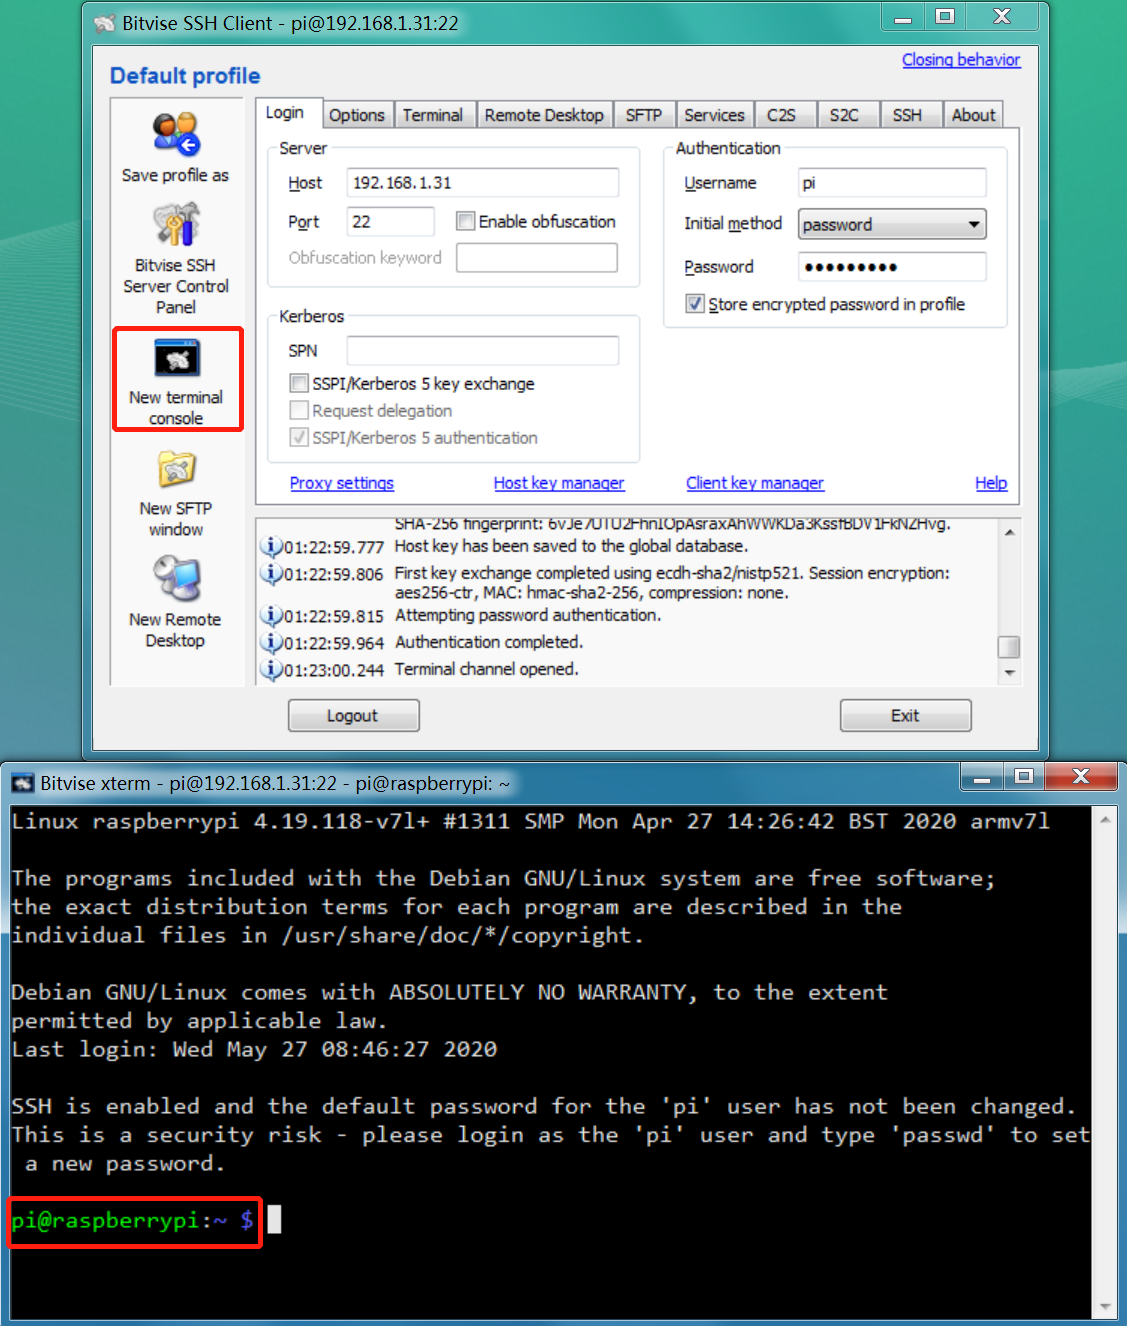 Bitvise SSH Client - pi@192.168.1.31:22
Closing behavior
Default profile
Save profile as
Bitvise SSH
Server Control
Panel
New terminal
console
New SFTP
window
New Remote
Desktop
Login Options Terminal Remote Desktop SFTP Services C2S S2C SSH About
Server
Host 192.168.1.31
Port 22 Enable obfuscation
Obfuscation keyword
Kerberos
SPN
SSPI/Kerberos 5 key exchange
Request delegation
SSPI/Kerberos 5 authentication
Authentication
Username pi
Initial method password
Password
Store encrypted password in profile
Proxy settings Host key manager Client key manager Help
SHA-256 fingerprint:
01:22:59.777 Host key has been saved to the global database.
01:22:59.806 First key exchange completed using ecdh-sha2/nistp521. Session encryption:
aes256-ctr, MAC: hmac-sha2-256, compression: none.
01:22:59.815 Attempting password authentication.
01:22:59.964 Authentication completed.
01:23:00.244 Terminal channel opened.
Logout Exit
Bitvise xterm - pi@192.168.1.31:22 - pi@raspberrypi: ~
Linux raspberrypi 4.19.118-v7l+ #1311 SMP Mon Apr 27 14:26:42 BST 2020 armv7l
The programs included with the Debian GNU/Linux system are free software;
the exact distribution terms for each program are described in the
individual files in /usr/share/doc/*/copyright.
Debian GNU/Linux comes with ABSOLUTELY NO WARRANTY, to the extent
permitted by applicable law.
Last login: Wed May 27 08:46:27 2020
SSH is enabled and the default password for the 'pi' user has not been changed.
This is a security risk - please login as the 'pi' user and type 'passwd' to set
a new password.
pi@raspberrypi:~ $